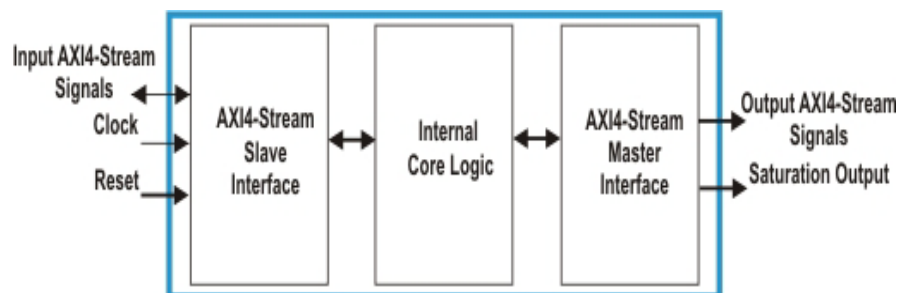 Input AXI4-Stream
Signals
Clock
Reset
AXI4-Stream
Slave
Interface
Internal
Core Logic
AXI4-Stream
Master
Interface
Output AXI4-Stream
Signals
Saturation Output